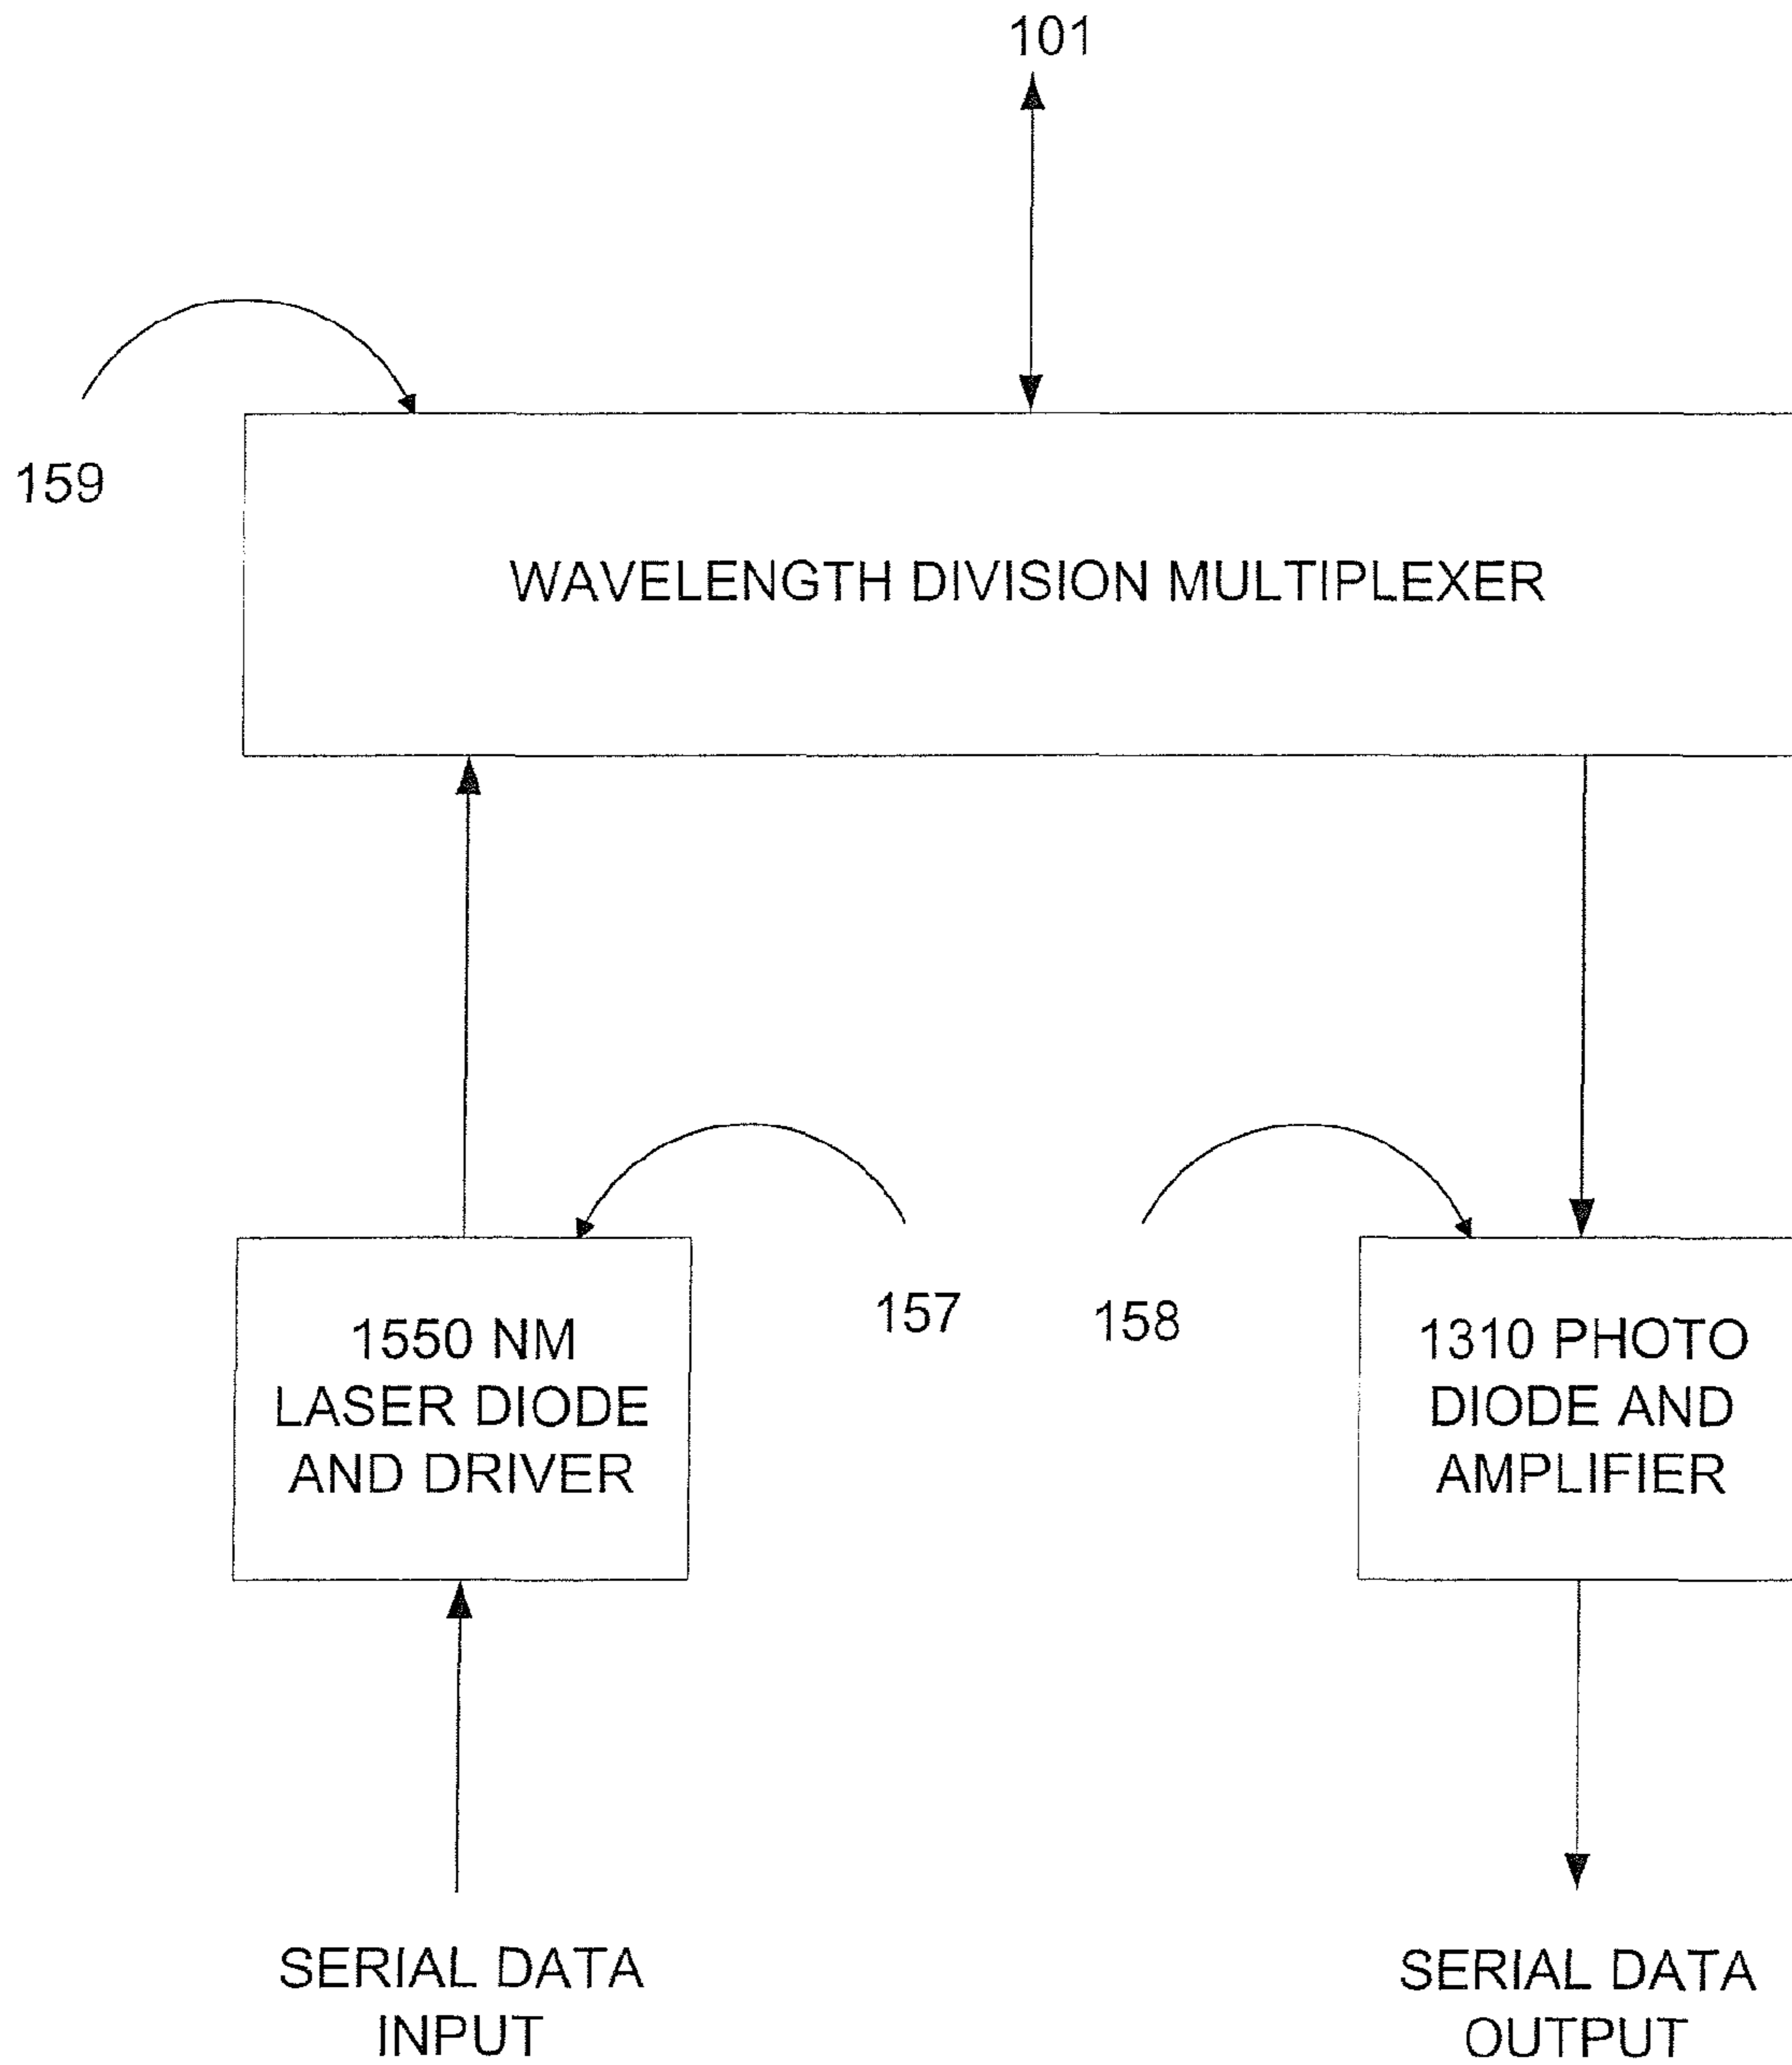 101
159
WAVELENGTH DIVISION MULTIPLEXER
157
158
1550 NM
LASER DIODE
AND DRIVER
1310 PHOTO
DIODE AND
AMPLIFIER
SERIAL DATA
INPUT
SERIAL DATA
OUTPUT